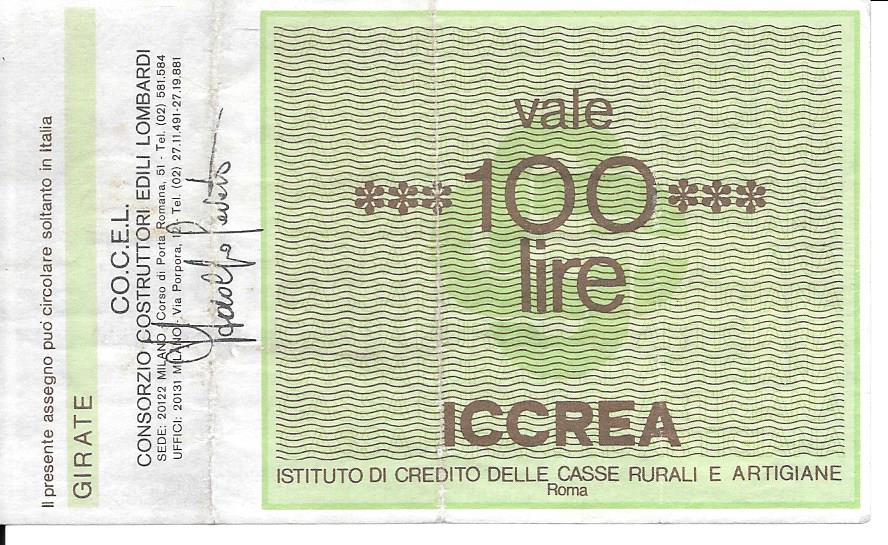 Il presente assegno può circolare soltanto in Italia
GIRATE
CO.C.E.L.
CONSORZIO COSTRUTTORI EDILI LOMBARDI
SEDE: 20122 MILANO - Corso di Porta Romana, 51 - Tel. (02) 581.584
UFFICI: 20131 MILANO - Via Porpora, - Tel. (02) 27.11.491-27.19.881
vale
***100***
lire
ICCREA
ISTITUTO DI CREDITO DELLE CASSE RURALI E ARTIGIANE
Roma